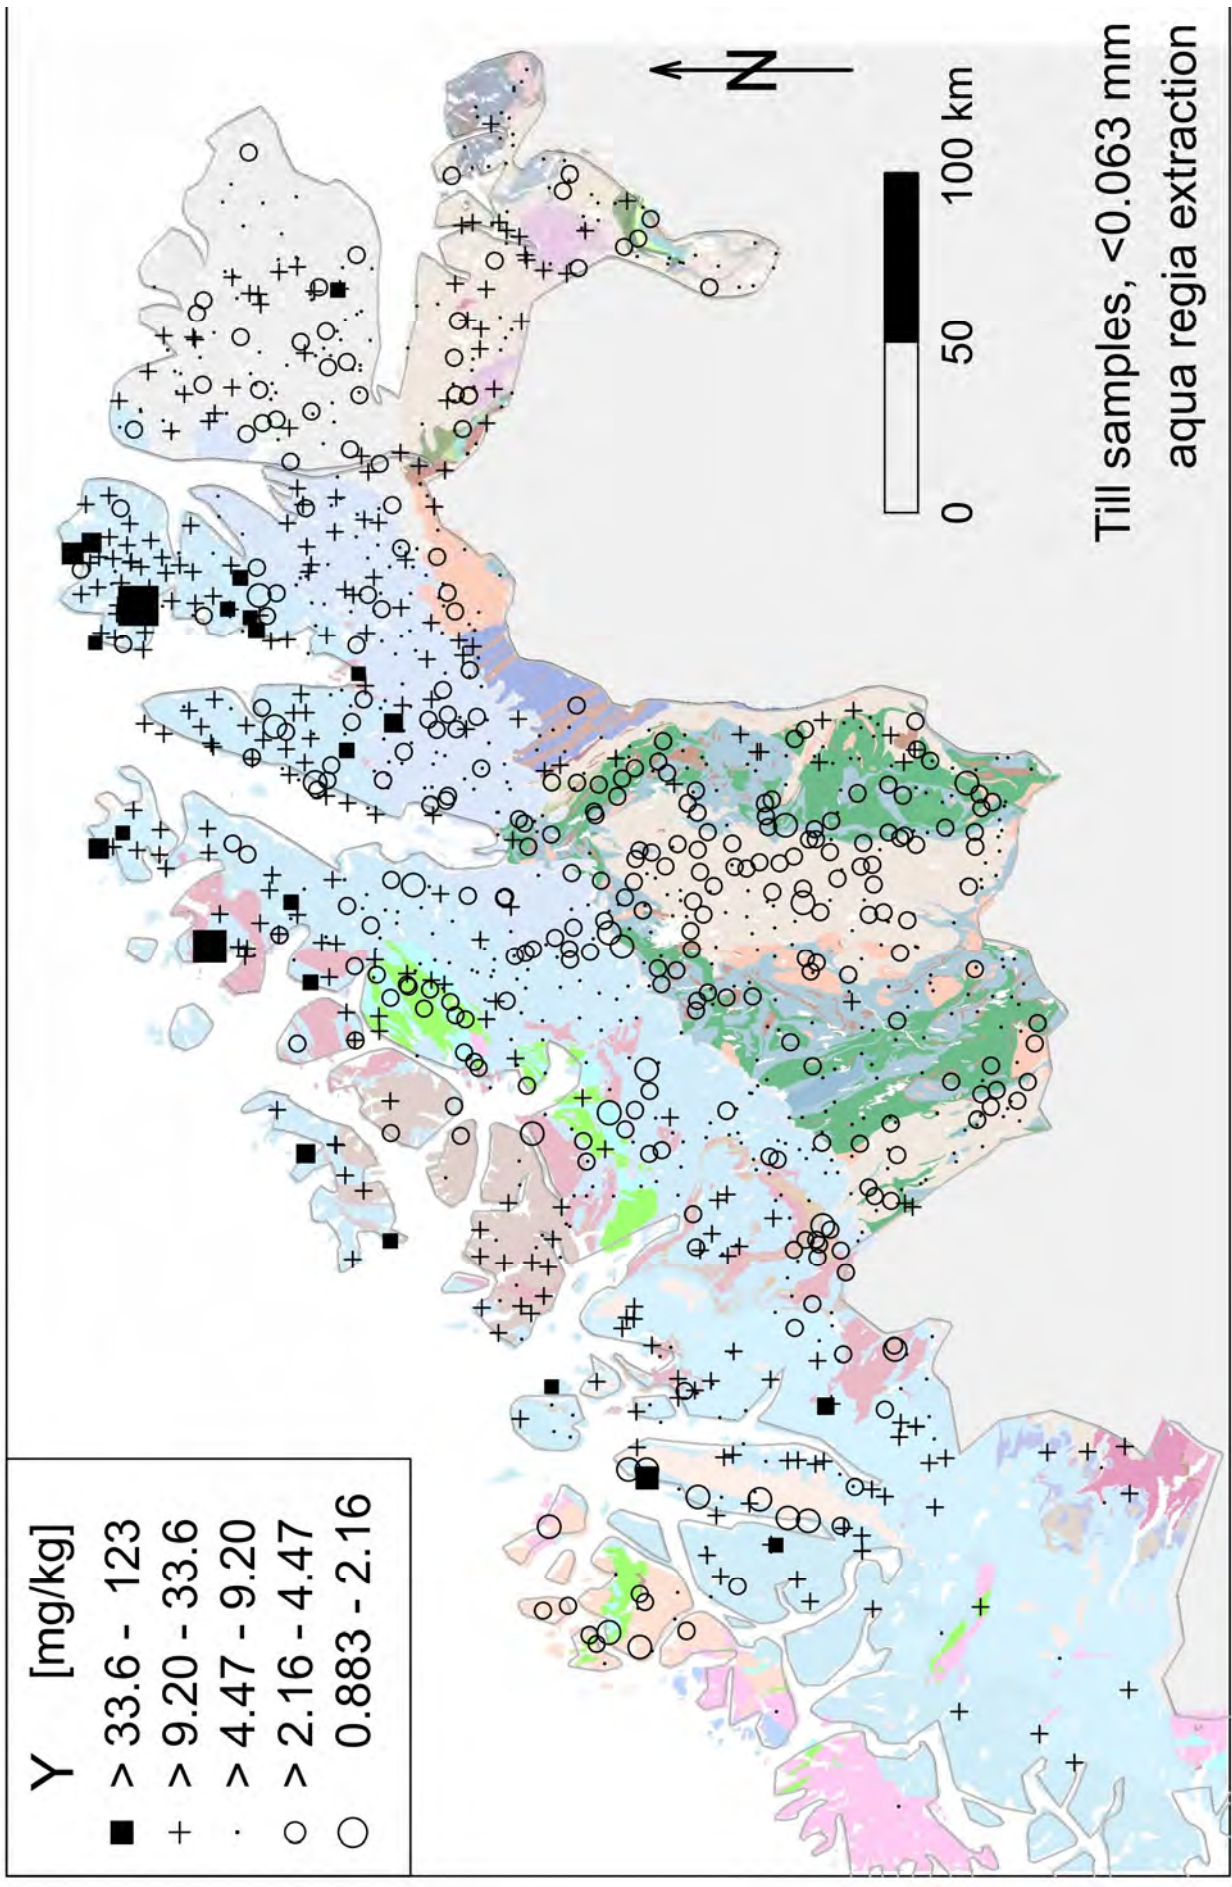 Y [mg/kg]
> 33.6 - 123
> 9.20 - 33.6
> 4.47 - 9.20
> 2.16 - 4.47
0.883 - 2.16
N
0 50 100 km
Till samples, <0.063 mm
aqua regia extraction